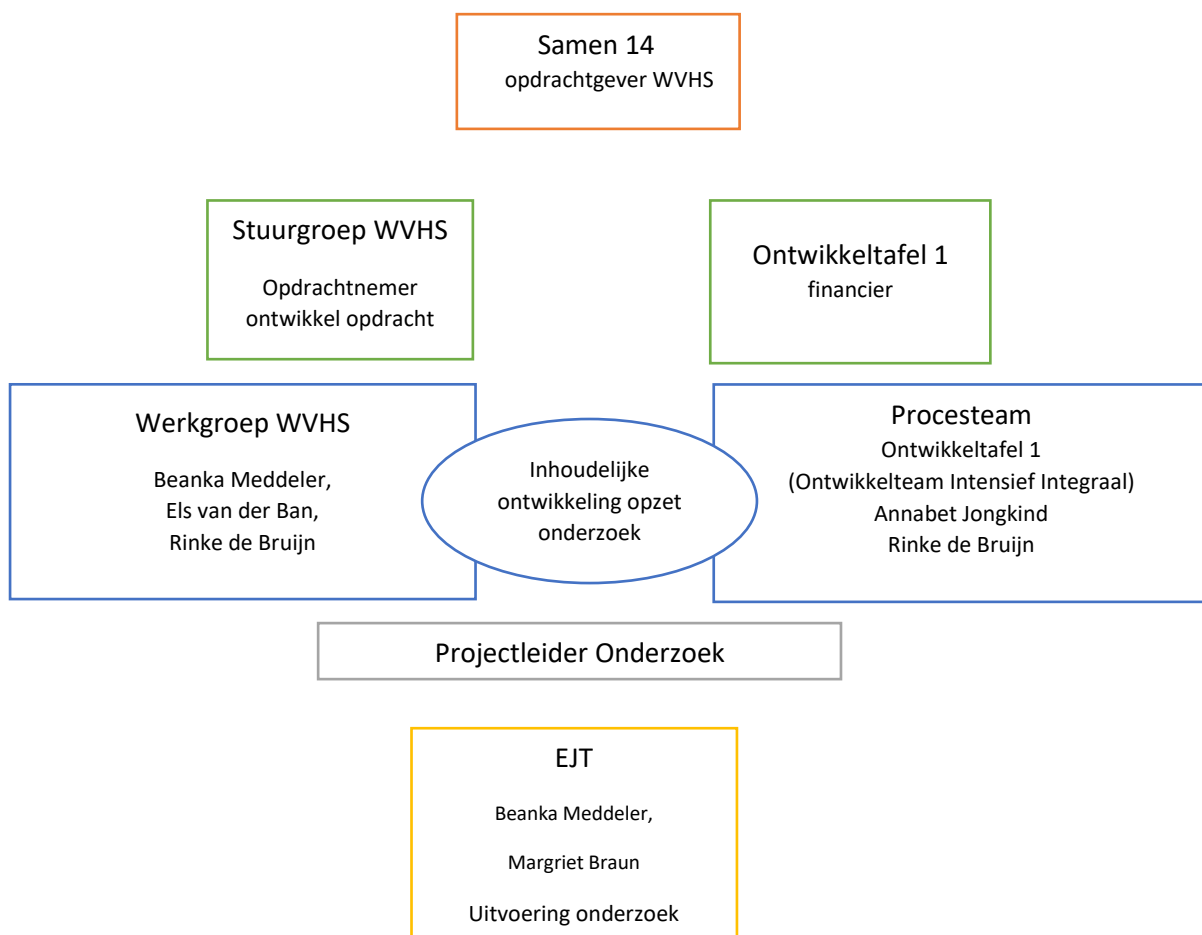 Samen 14
opdrachtgever WVHS
Stuurgroep WVHS
Opdrachtnemer
ontwikkel opdracht
Ontwikkeltafel 1
financier
Werkgroep WVHS
Beanka Meddeler,
Els van der Ban,
Rinke de Bruijn
Inhoudelijke
ontwikkeling opzet
onderzoek
Procesteam
Ontwikkeltafel 1
(Ontwikkelteam Intensief Integraal)
Annabet Jongkind
Rinke de Bruijn
Projectleider Onderzoek
EJT
Beanka Meddeler,
Margriet Braun
Uitvoering onderzoek